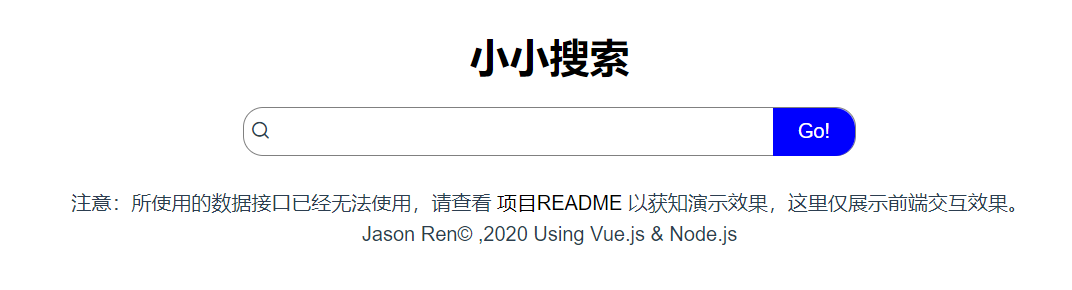 小小搜索
Go!
注意：所使用的数据接口已经无法使用，请查看 项目README 以获知演示效果，这里仅展示前端交互效果。
Jason Ren© ,2020 Using Vue.js & Node.js